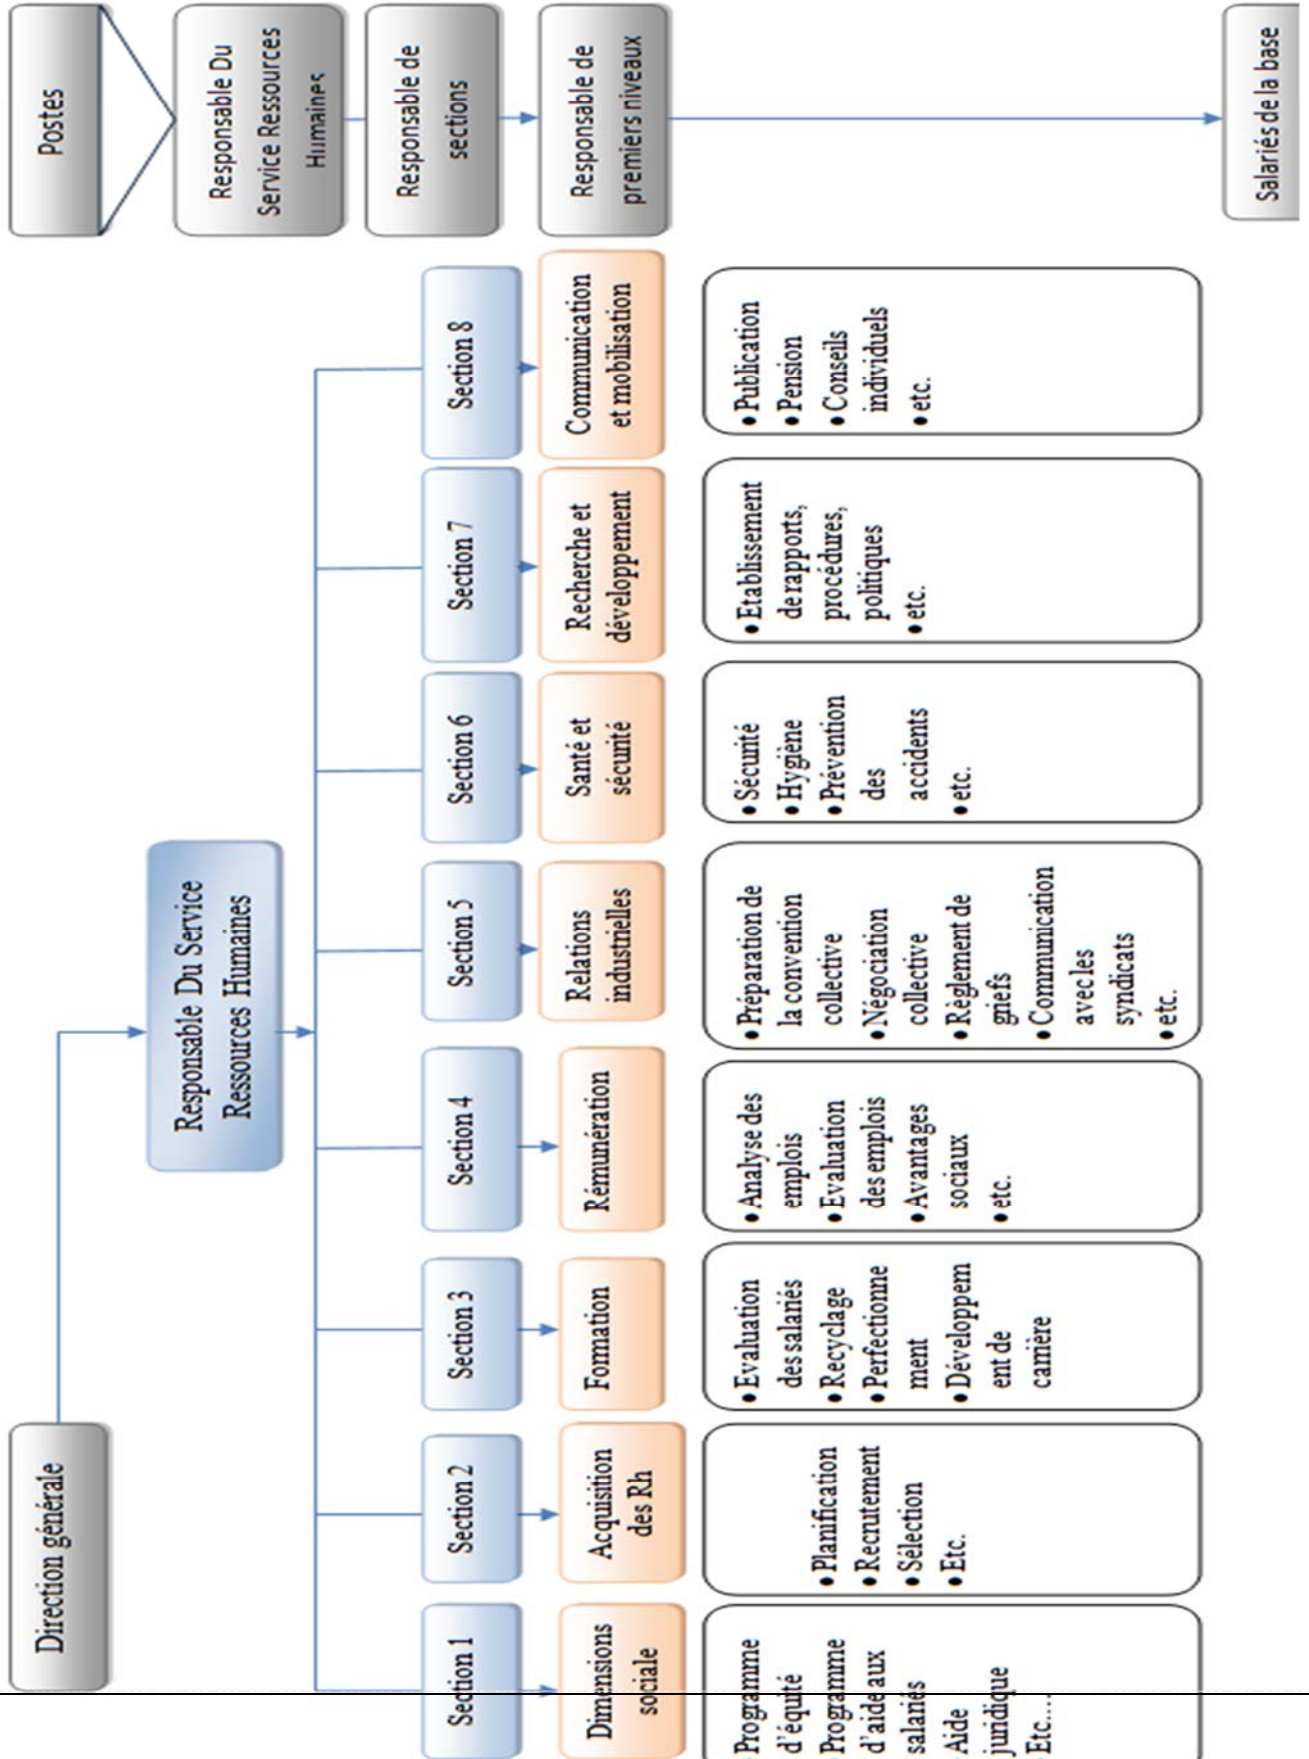 Direction générale
Responsable Du Service
Ressources Humaines
Postes
Responsable Du
Service Ressources
Humaines
Responsable de
sections
Responsable de
premiers niveaux
Salariés de la base
Section 1
Section 2
Section 3
Section 4
Section 5
Section 6
Section 7
Section 8
Dimensions
sociale
Acquisition
des Rh
Formation
Rémunération
Relations
industrielles
Santé et
sécurité
Recherche et
développement
Communication
et mobilisation
Programme
d'équité
Programme
d'aide aux
salariés
Aide
juridique
Etc....
• Planification
• Recrutement
• Sélection
• Etc.
• Evaluation
des salariés
• Recyclage
• Perfectionne
ment
• Développem
ent de
carrière
• Analyse des
emplois
• Evaluation
des emplois
• Avantages
sociaux
• etc.
• Préparation de
la convention
collective
• Négociation
collective
• Règlement de
griefs
• Communication
avec les
syndicats
• etc.
• Sécurité
• Hygiène
• Prévention
des
accidents
• etc.
• Etablissement
de rapports,
procédures,
politiques
• etc.
• Publication
• Pension
• Conseils
individuels
• etc.